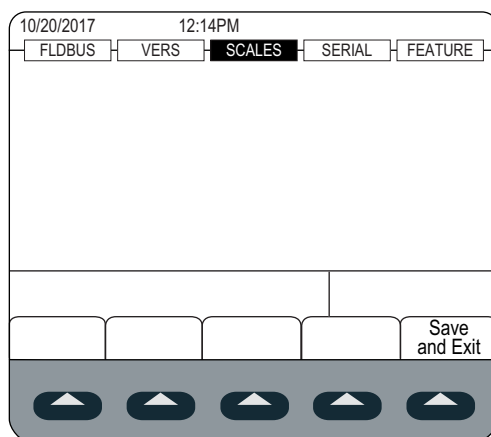 10/20/2017 12:14PM
FLDBUS VERS SCALES SERIAL FEATURE
Save
and Exit